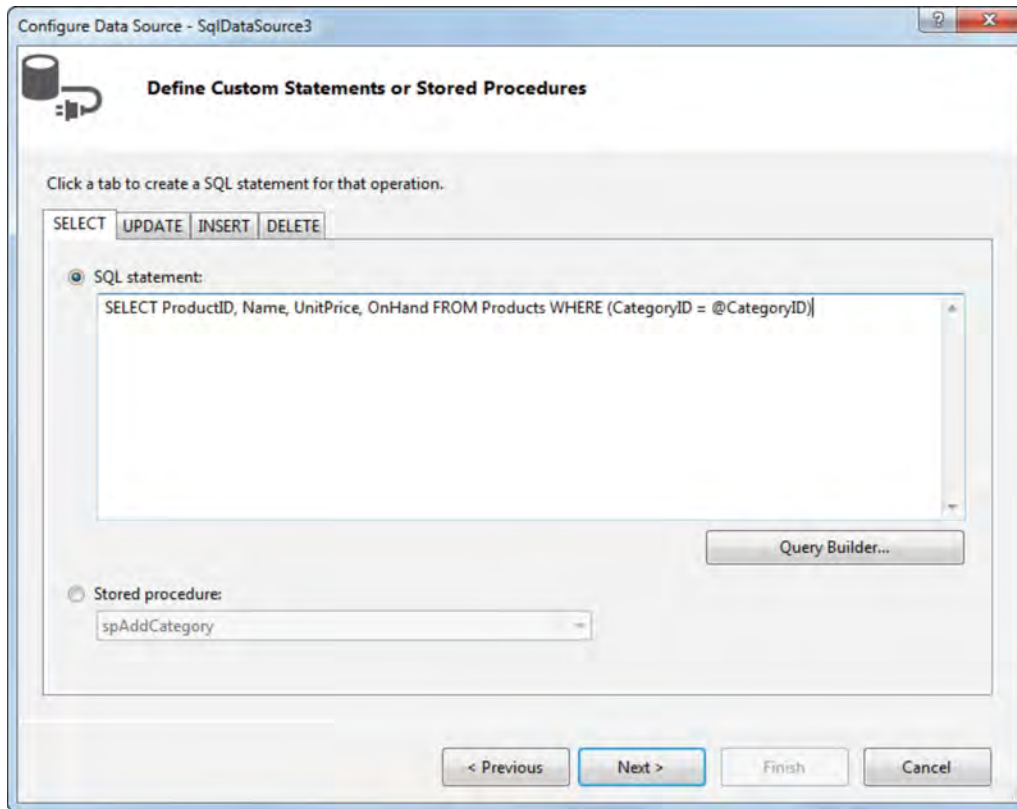 Configure Data Source - SqlDataSource3
?
Define Custom Statements or Stored Procedures
Click a tab to create a SQL statement for that operation.
SELECT UPDATE INSERT DELETE
SQL statement:
SELECT ProductID, Name, UnitPrice, OnHand FROM Products WHERE (CategoryID = @CategoryID)
Query Builder...
Stored procedure:
spAddCategory
< Previous Next > Finish Cancel